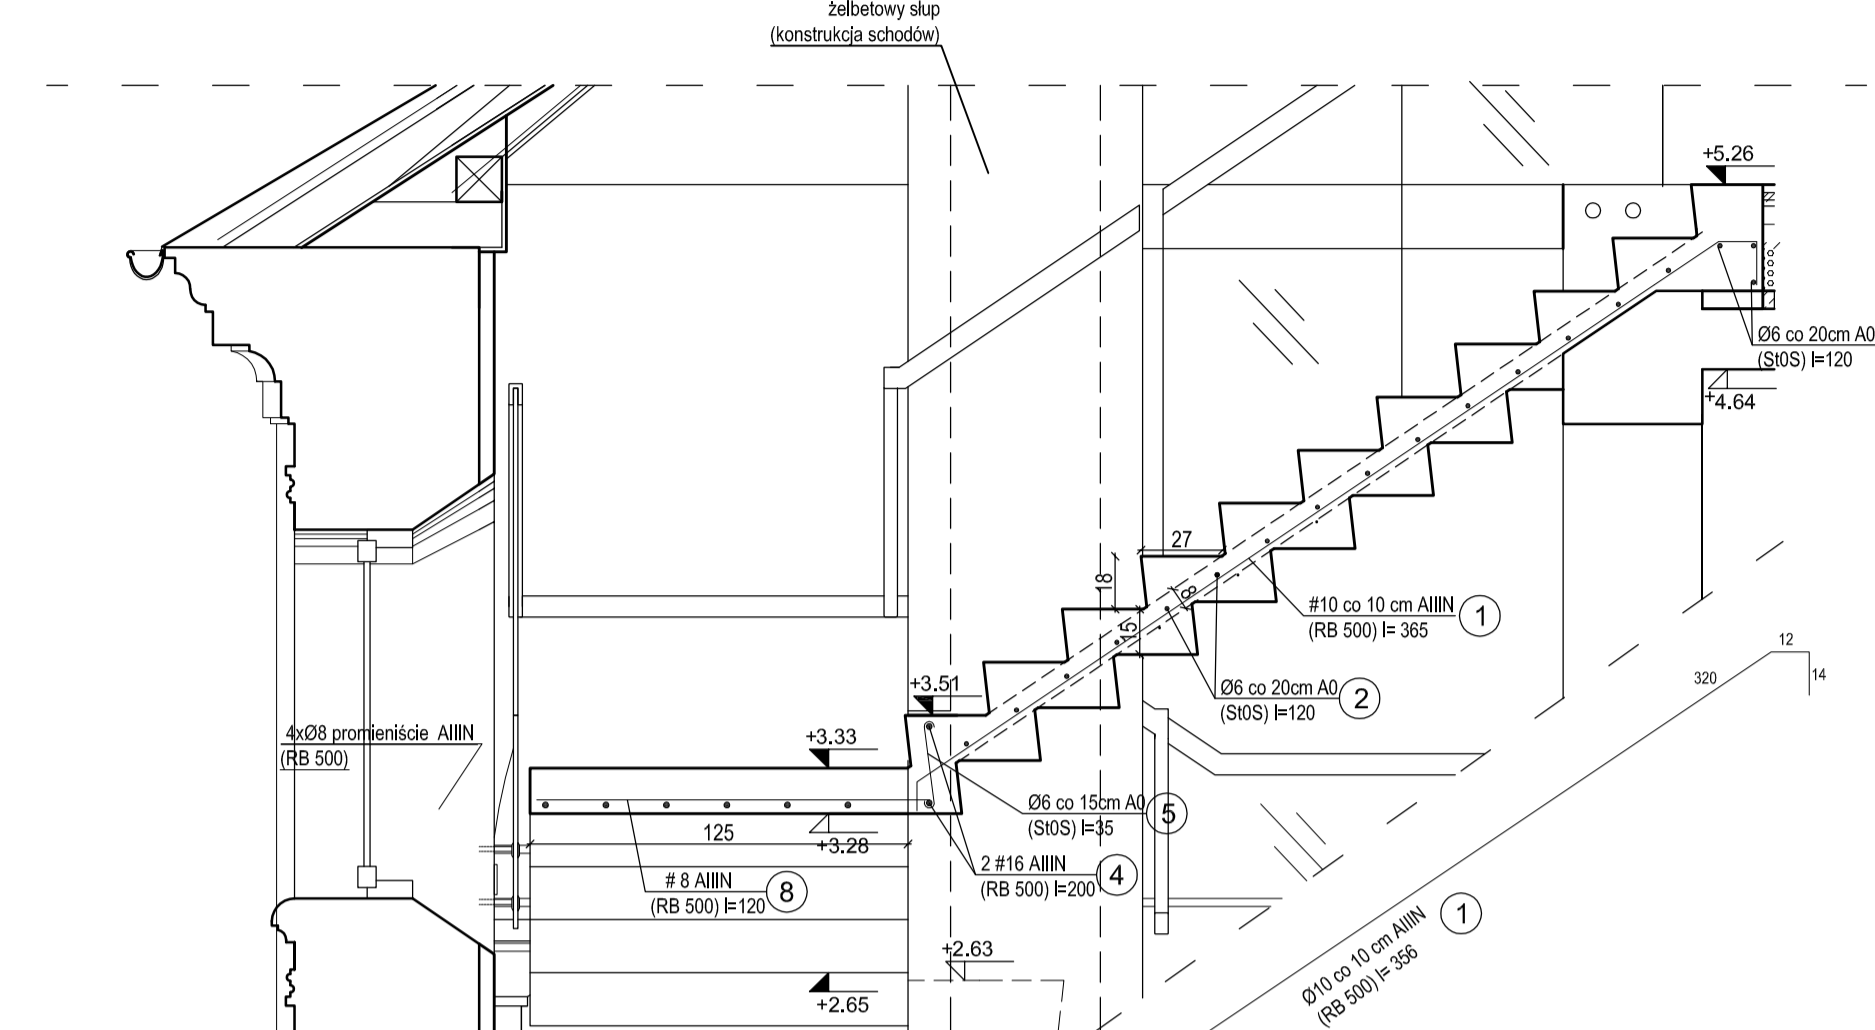 żelbetowy słup
(konstrukcja schodów)
+5.26
Ø6 co 20cm A0
(St0S) l=120
+4.64
27
18
8
15
#10 co 10 cm AIIIN
(RB 500) l= 365
1
12
320
14
Ø6 co 20cm A0
(St0S) l=120
2
+3.51
4xØ8 promieniście AIIIN
(RB 500)
+3.33
Ø6 co 15cm A0
(St0S) l=35
5
125
+3.28
2 #16 AIIIN
(RB 500) l=200
4
# 8 AIIIN
(RB 500) l=120
8
+2.63
+2.65
Ø10 co 10 cm AIIIN
(RB 500) l= 356
1